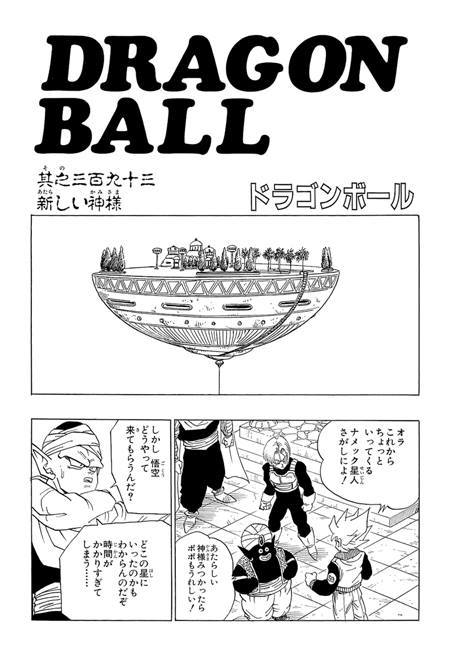 DRAGON
BALL
其之三百九十三
新しい神様
ドラゴンボール
オラ
これから
ちょっと
いってくる
ナメック星人
さがしによ!
あたらしい
神様みつかったら
ポポもうれしい!
しかし 悟空
どうやって
来てもらうんだ?
どこの星に
いったのかも
わからんのだぞ
時間が
かかりすぎて
しまう……